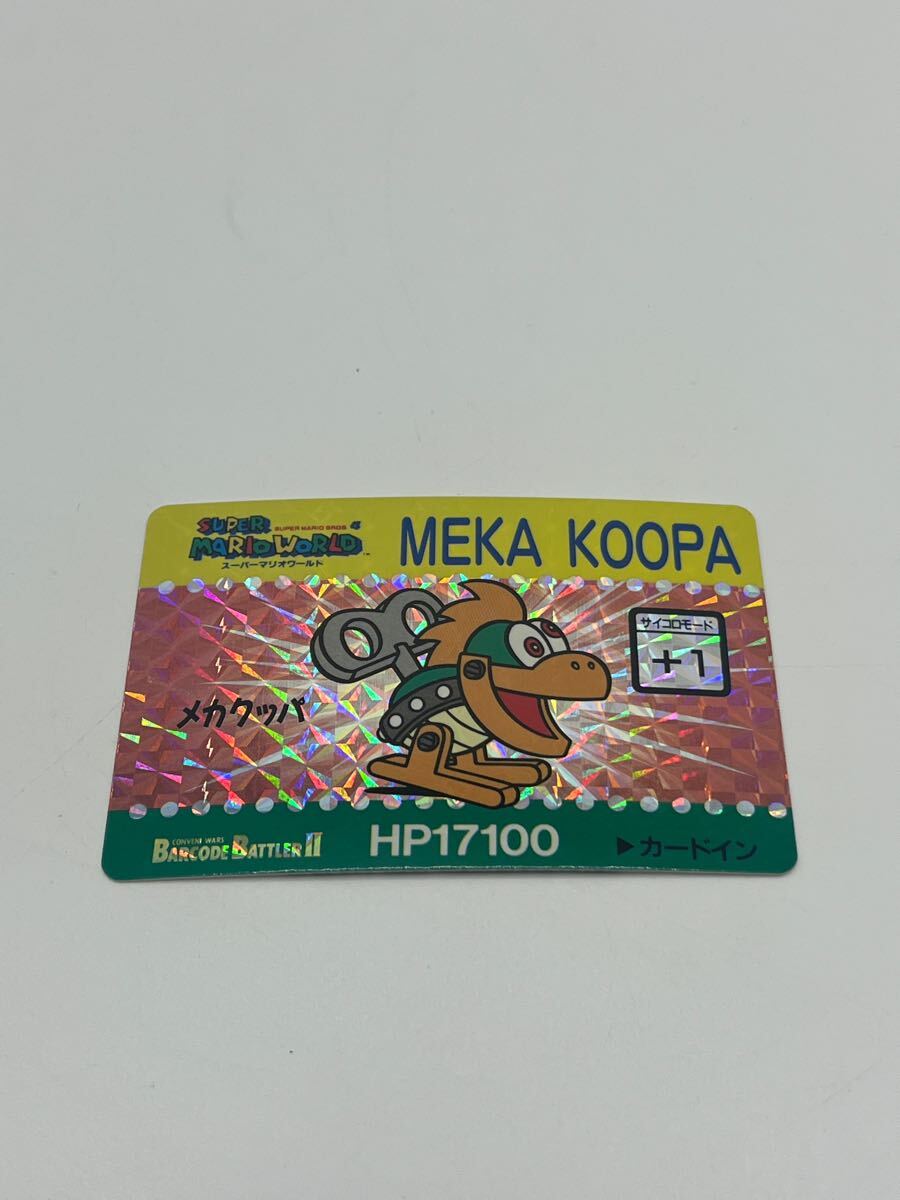 SUPER MARIO BROS. 4
SUPER
MARIO WORLD™
スーパーマリオワールド
MEKA KOOPA
サイコロモード
+1
メカクッパ
CONVENI WARS
BARCODE BATTLER II
HP17100
▶カードイン